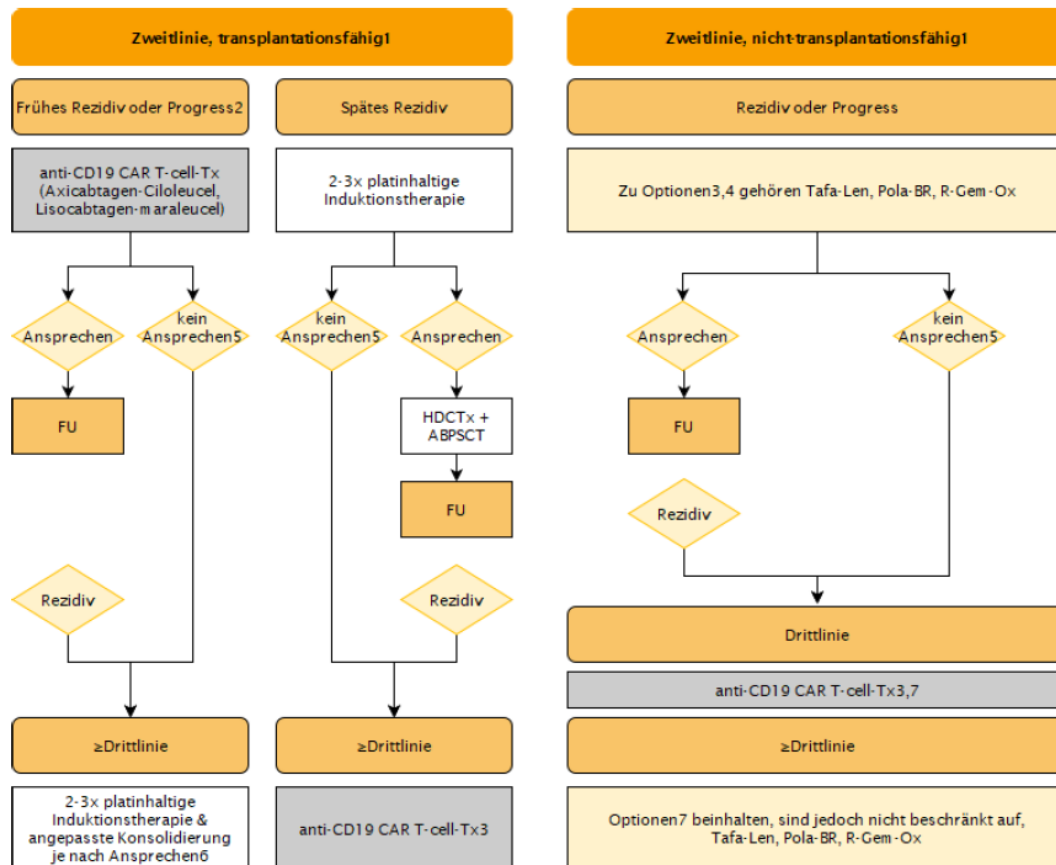 Zweitlinie, transplantationsfähig1
Frühes Rezidiv oder Progress2
Spätes Rezidiv
anti-CD19 CAR T-cell-Tx
(Axicabtagen-Ciloleucel,
Lisocabtagen-maraleucel)
2-3x platinhaltige
Induktionstherapie
Ansprechen
kein
Ansprechen5
kein
Ansprechen5
Ansprechen
FU
HDCTx +
ABPSCT
FU
Rezidiv
Rezidiv
≥Drittlinie
≥Drittlinie
2-3x platinhaltige
Induktionstherapie &
angepasste Konsolidierung
je nach Ansprechen6
anti-CD19 CAR T-cell-Tx3
Zweitlinie, nicht-transplantationsfähig1
Rezidiv oder Progress
Zu Optionen3,4 gehören Tafa-Len, Pola-BR, R-Gem-Ox
Ansprechen
kein
Ansprechen5
FU
Rezidiv
Drittlinie
anti-CD19 CAR T-cell-Tx3,7
≥Drittlinie
Optionen7 beinhalten, sind jedoch nicht beschränkt auf,
Tafa-Len, Pola-BR, R-Gem-Ox